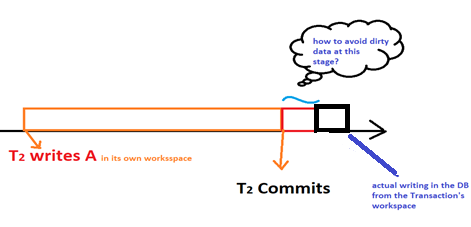 how to avoid dirty
data at this
stage?
T2 writes A in its own worksspace
T2 Commits
actual writing in the DB
from the Transaction's
workspace